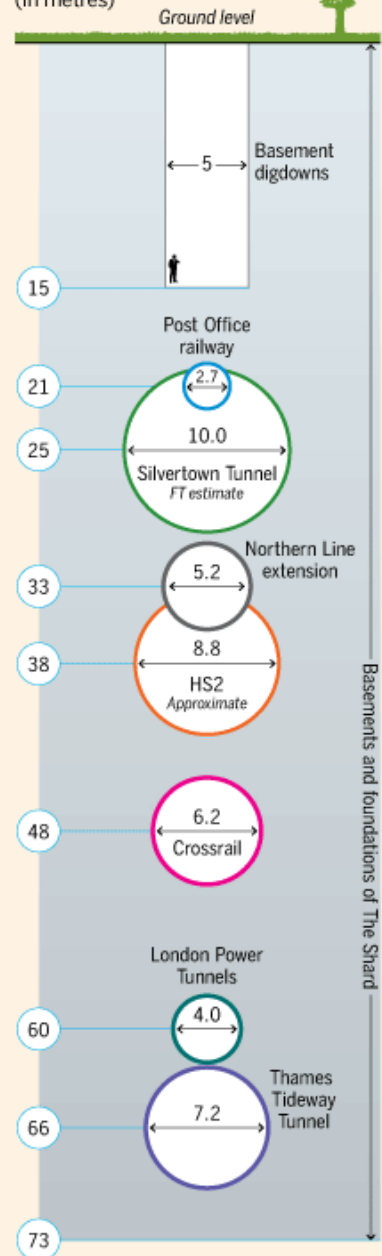 (in metres)
Ground level
5
Basement
digdowns
15
Post Office
railway
2.7
21
10.0
25
Silvertown Tunnel
FT estimate
Northern Line
extension
5.2
33
8.8
38
HS2
Approximate
Basements and foundations of The Shard
6.2
48
Crossrail
London Power
Tunnels
4.0
60
Thames
Tideway
Tunnel
7.2
66
73